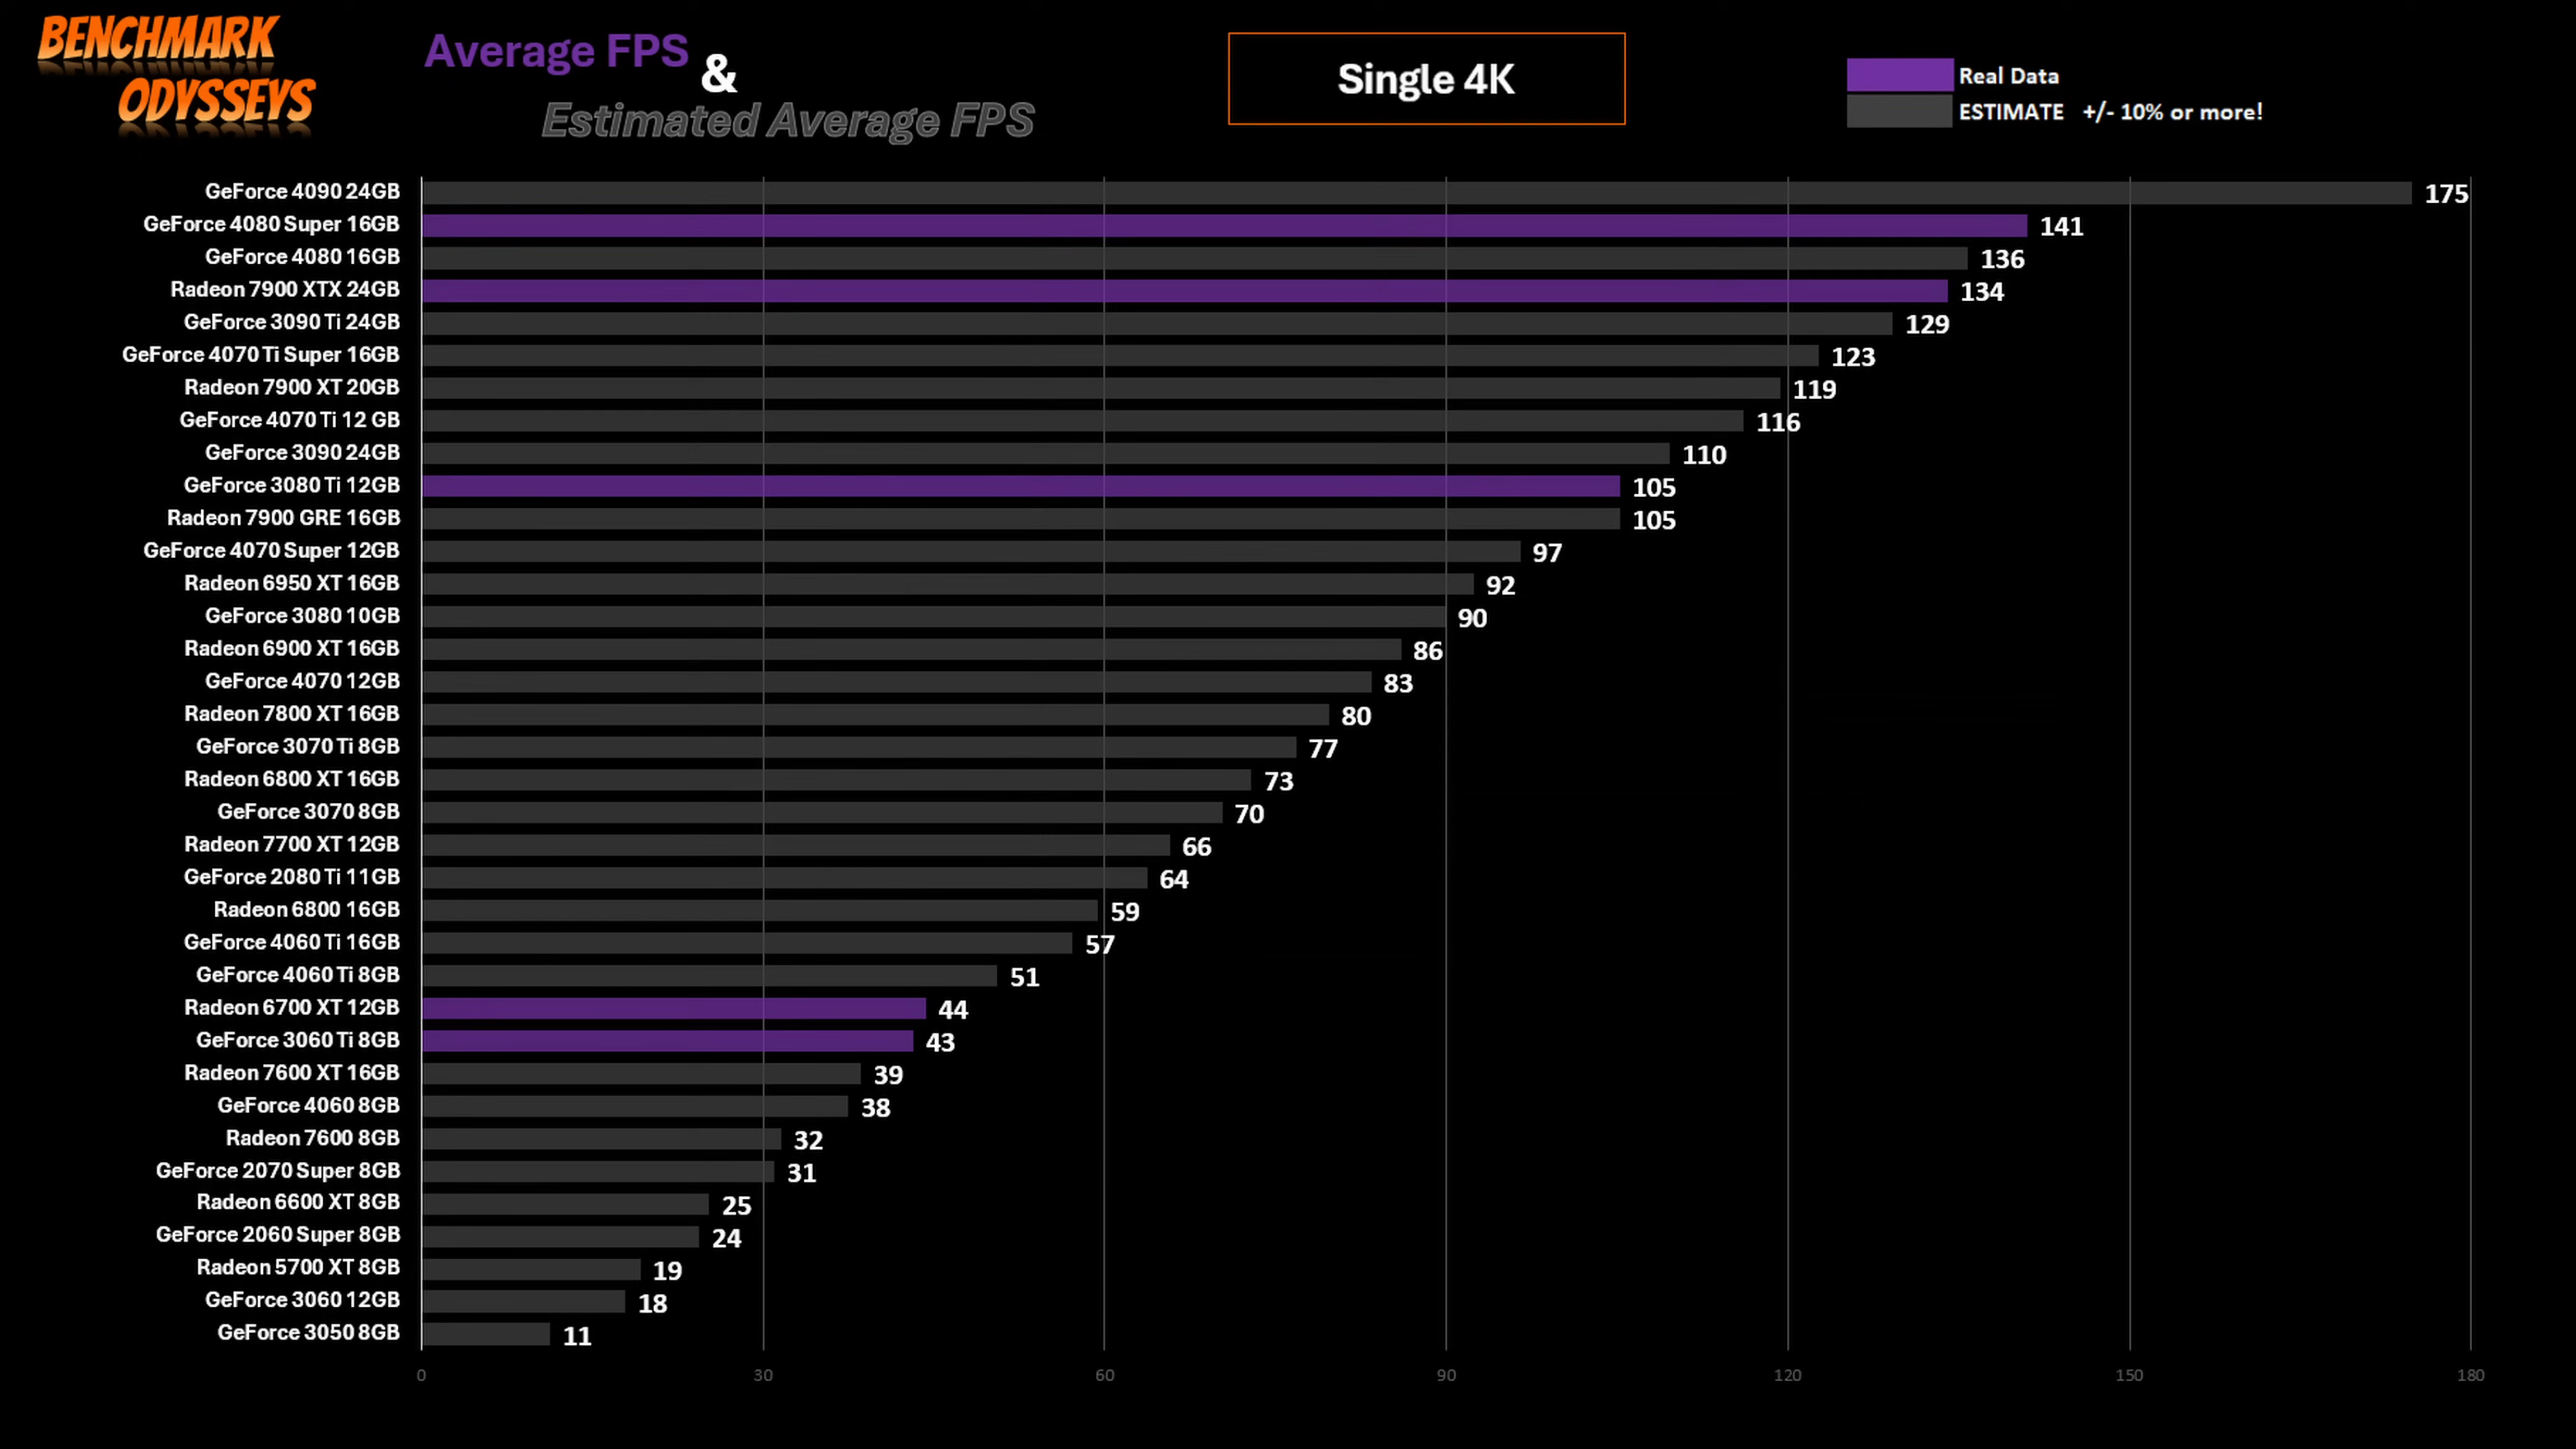 BENCHMARK
ODYSSEYS
Average FPS
&
Estimated Average FPS
Single 4K
Real Data
ESTIMATE +/- 10% or more!
GeForce 4090 24GB 175
GeForce 4080 Super 16GB 141
GeForce 4080 16GB 136
Radeon 7900 XTX 24GB 134
GeForce 3090 Ti 24GB 129
GeForce 4070 Ti Super 16GB 123
Radeon 7900 XT 20GB 119
GeForce 4070 Ti 12 GB 116
GeForce 3090 24GB 110
GeForce 3080 Ti 12GB 105
Radeon 7900 GRE 16GB 105
GeForce 4070 Super 12GB 97
Radeon 6950 XT 16GB 92
GeForce 3080 10GB 90
Radeon 6900 XT 16GB 86
GeForce 4070 12GB 83
Radeon 7800 XT 16GB 80
GeForce 3070 Ti 8GB 77
Radeon 6800 XT 16GB 73
GeForce 3070 8GB 70
Radeon 7700 XT 12GB 66
GeForce 2080 Ti 11GB 64
Radeon 6800 16GB 59
GeForce 4060 Ti 16GB 57
GeForce 4060 Ti 8GB 51
Radeon 6700 XT 12GB 44
GeForce 3060 Ti 8GB 43
Radeon 7600 XT 16GB 39
GeForce 4060 8GB 38
Radeon 7600 8GB 32
GeForce 2070 Super 8GB 31
Radeon 6600 XT 8GB 25
GeForce 2060 Super 8GB 24
Radeon 5700 XT 8GB 19
GeForce 3060 12GB 18
GeForce 3050 8GB 11
0 30 60 90 120 150 180